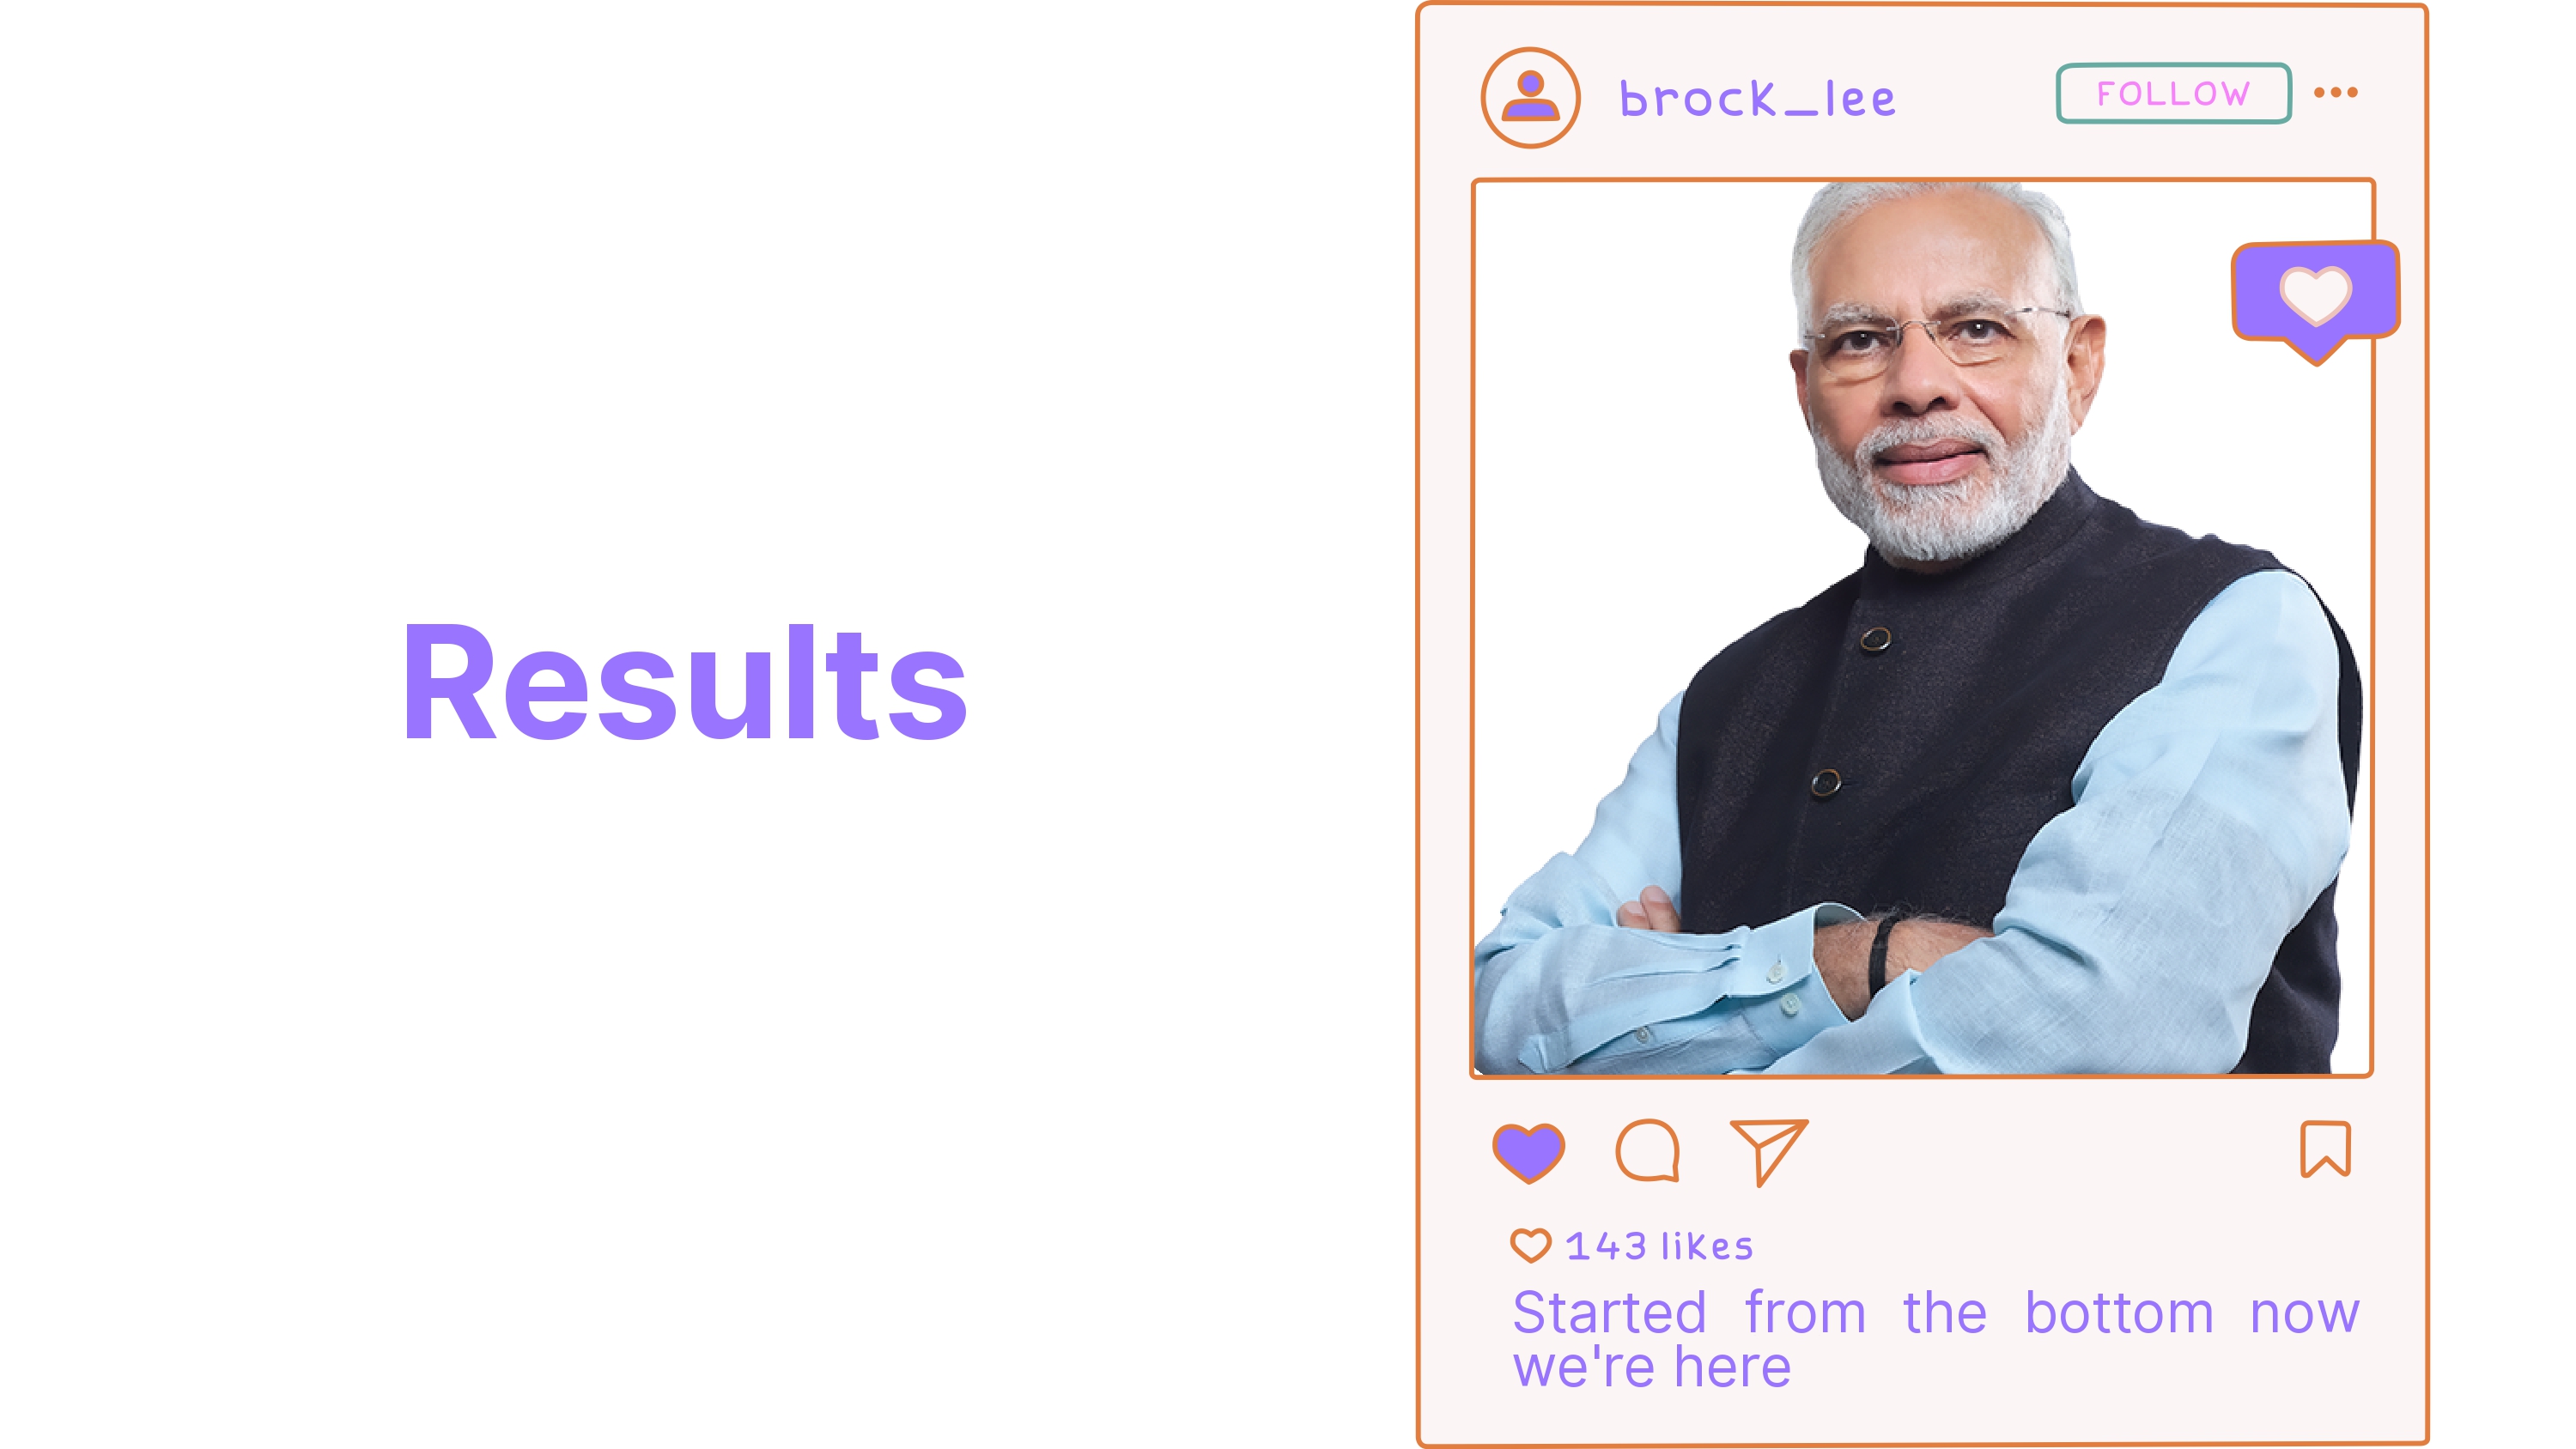 Results
brock_lee
FOLLOW
143 likes
Started from the bottom now
we're here